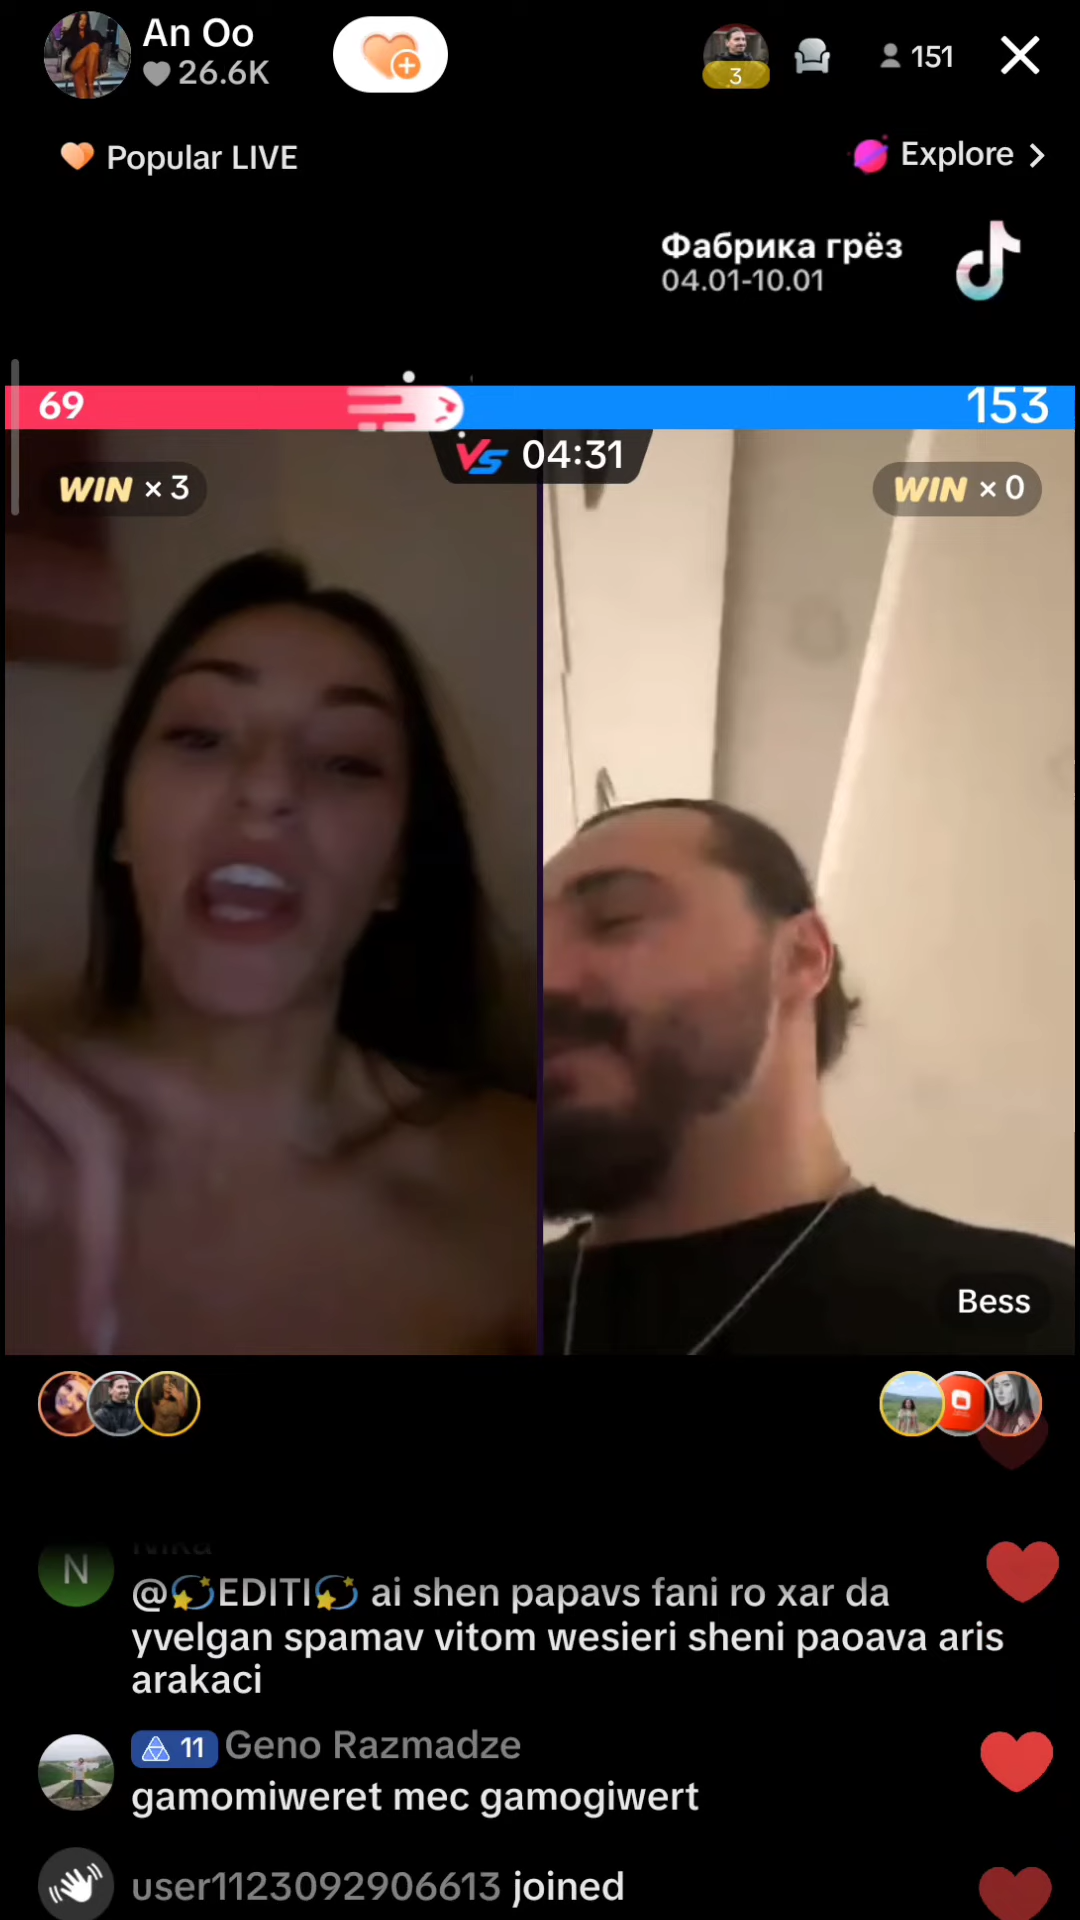 An Oo
26.6K
3
151
Popular LIVE
Explore
Фабрика грёз
04.01-10.01
69
153
VS 04:31
WIN × 3
WIN × 0
Bess
Nika
N
@💫EDITI💫 ai shen papavs fani ro xar da
yvelgan spamav vitom wesieri sheni paoava aris
arakaci
11 Geno Razmadze
gamomiweret mec gamogiwert
user1123092906613 joined